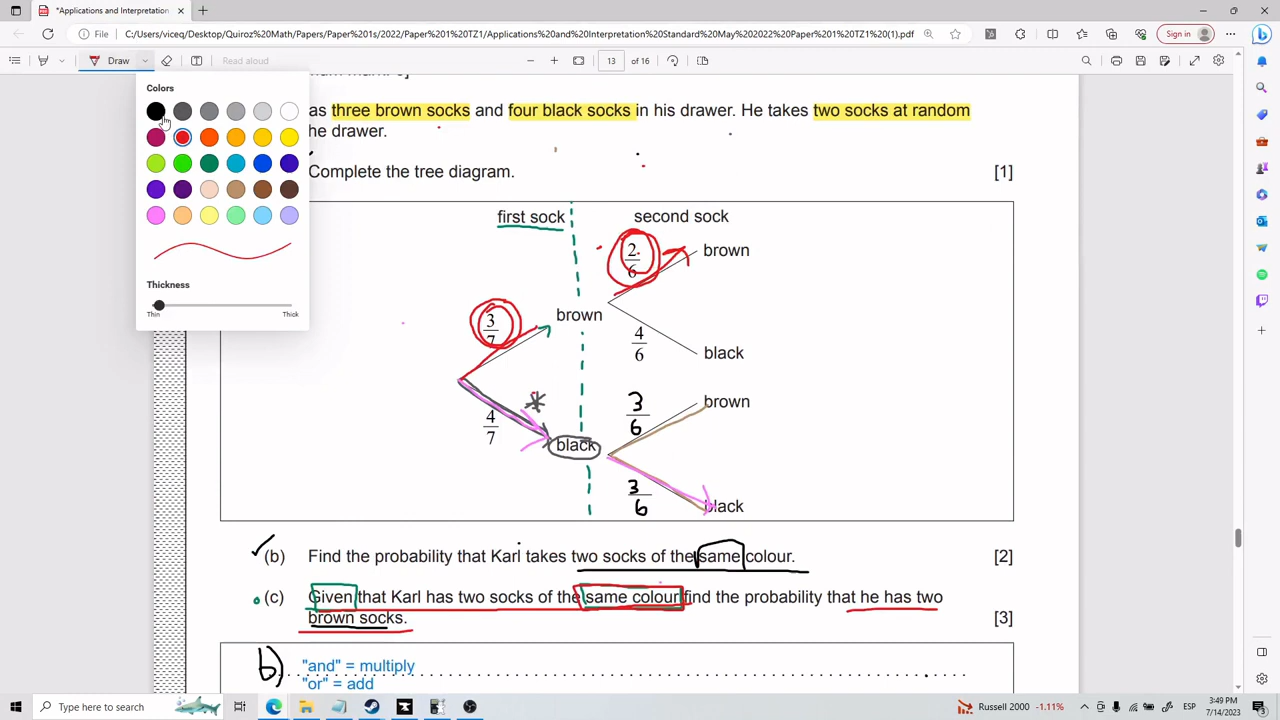 *Applications and Interpretation
File
C:/Users/viceq/Desktop/Quiroz%20Math/Papers/Paper%201s/2022/Paper%201%20TZ1/Applications%20and%20Interpretation%20Standard%20May%202022%20Paper%201%20TZ1%20(1).pdf
Sign in
Draw
Read aloud
13 of 16
Colors
Thickness
Thin Thick
as three brown socks and four black socks in his drawer. He takes two socks at random
he drawer.
Complete the tree diagram. [1]
first sock second sock
2/6 brown
3/7 brown
4/6 black
3/6 brown
4/7 black
3/6 black
(b) Find the probability that Karl takes two socks of the same colour. [2]
(c) Given that Karl has two socks of the same colour find the probability that he has two
brown socks. [3]
b) "and" = multiply
"or" = add
Type here to search
Russell 2000 -1.11%
ESP
3:49 PM
7/14/2023